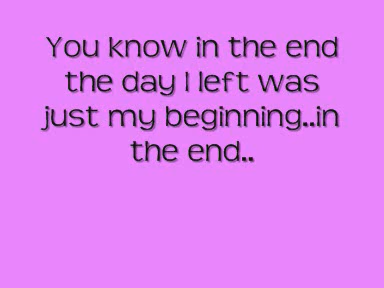 You know in the end
the day I left was
just my beginning..in
the end..